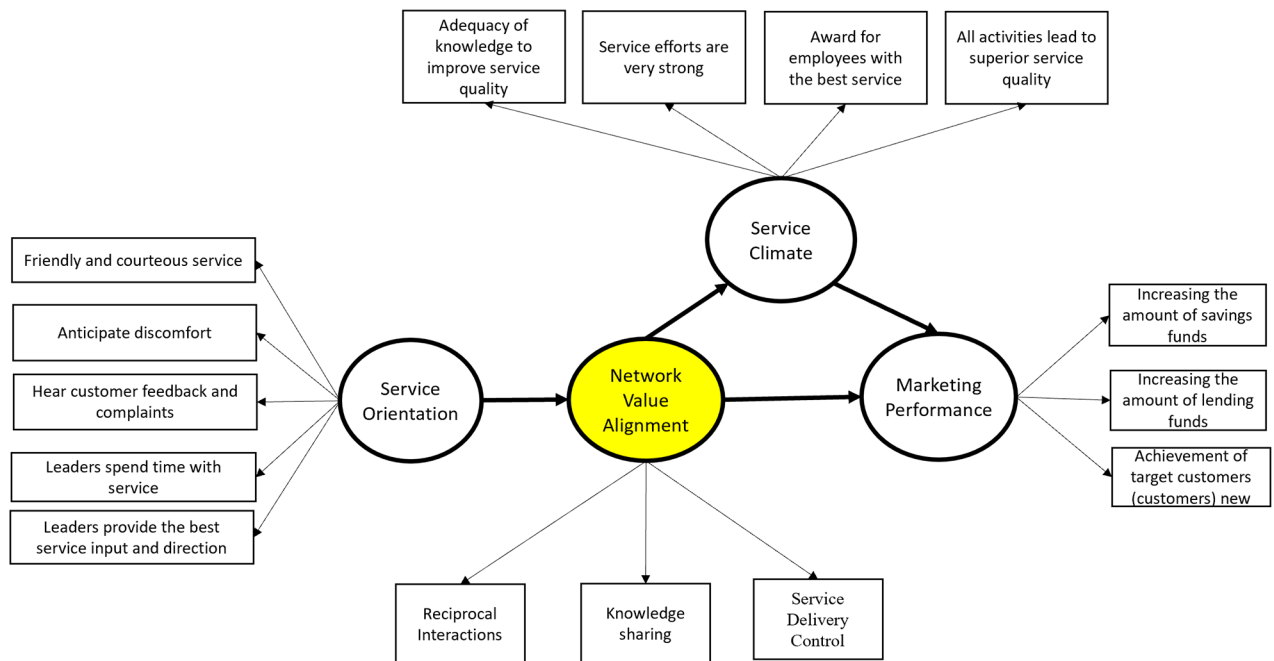 Adequacy of
knowledge to
improve service
quality
Service efforts are
very strong
Award for
employees with
the best service
All activities lead to
superior service
quality
Service
Climate
Friendly and courteous service
Anticipate discomfort
Hear customer feedback and
complaints
Leaders spend time with
service
Leaders provide the best
service input and direction
Service
Orientation
Network
Value
Alignment
Marketing
Performance
Increasing the
amount of savings
funds
Increasing the
amount of lending
funds
Achievement of
target customers
(customers) new
Reciprocal
Interactions
Knowledge
sharing
Service
Delivery
Control